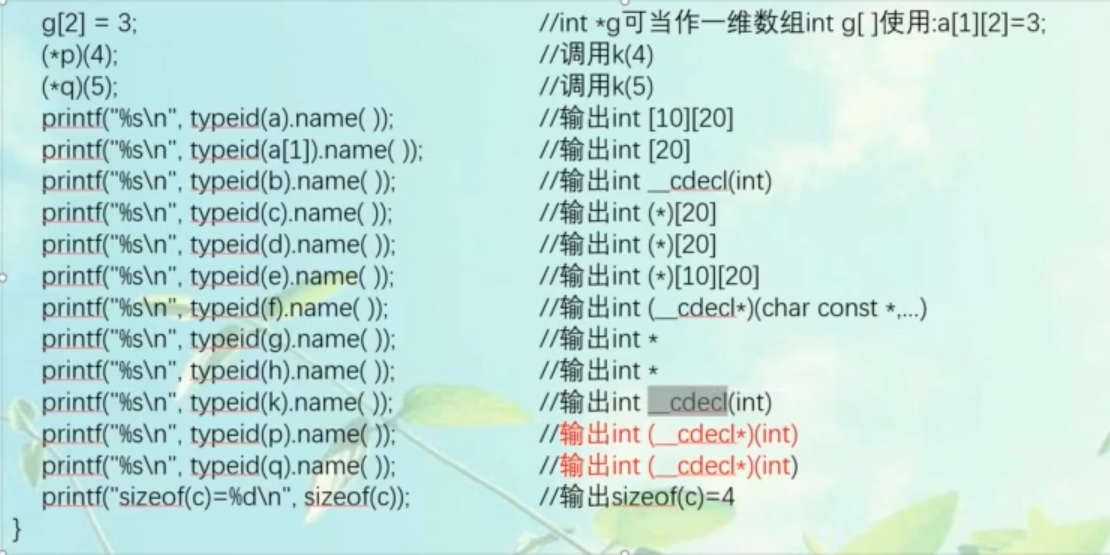 g[2] = 3; //int *g可当作一维数组int g[ ]使用:a[1][2]=3;
(*p)(4); //调用k(4)
(*q)(5); //调用k(5)
printf("%s\n", typeid(a).name( )); //输出int [10][20]
printf("%s\n", typeid(a[1]).name( )); //输出int [20]
printf("%s\n", typeid(b).name( )); //输出int __cdecl(int)
printf("%s\n", typeid(c).name( )); //输出int (*)[20]
printf("%s\n", typeid(d).name( )); //输出int (*)[20]
printf("%s\n", typeid(e).name( )); //输出int (*)[10][20]
printf("%s\n", typeid(f).name( )); //输出int (__cdecl*)(char const *,...)
printf("%s\n", typeid(g).name( )); //输出int *
printf("%s\n", typeid(h).name( )); //输出int *
printf("%s\n", typeid(k).name( )); //输出int __cdecl(int)
printf("%s\n", typeid(p).name( )); //输出int (__cdecl*)(int)
printf("%s\n", typeid(q).name( )); //输出int (__cdecl*)(int)
printf("sizeof(c)=%d\n", sizeof(c)); //输出sizeof(c)=4
}